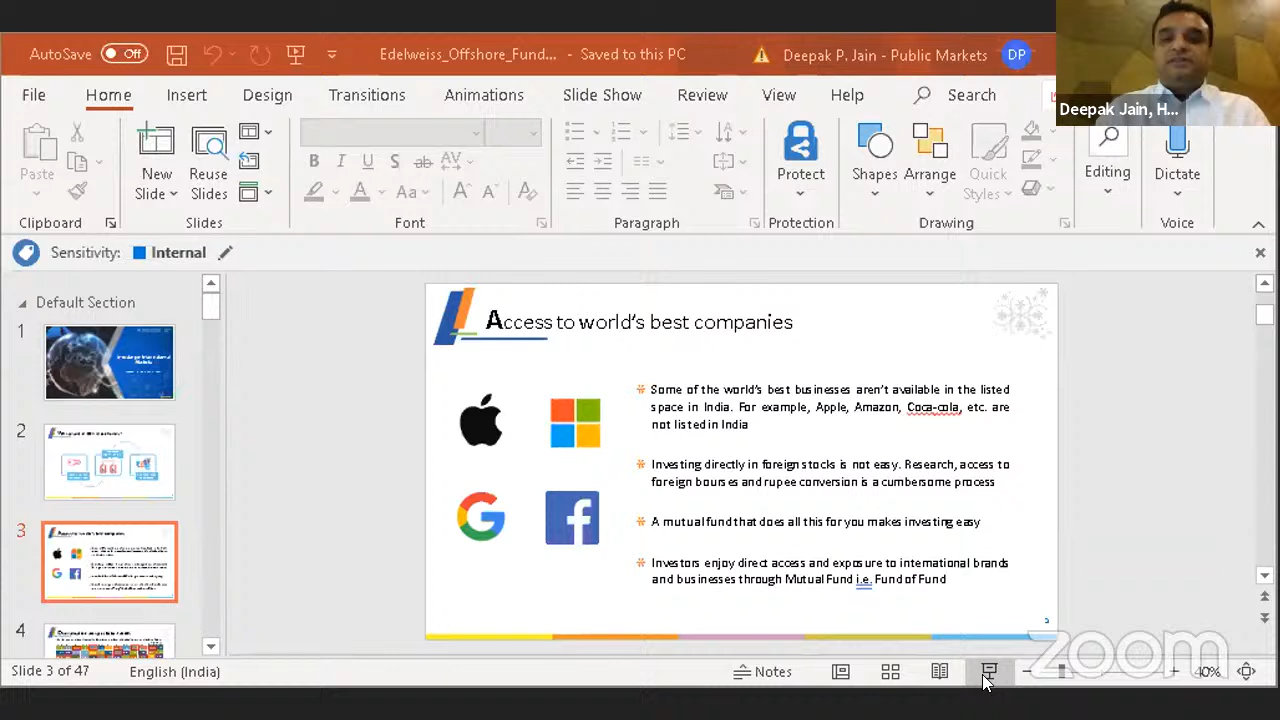 AutoSave Off Edelweiss_Offshore_Fund... - Saved to this PC Deepak P. Jain - Public Markets DP
Deepak Jain, H...
File Home Insert Design Transitions Animations Slide Show Review View Help Search
Paste New Slide Reuse Slides Protect Shapes Arrange Quick Styles Editing Dictate
Clipboard Slides Font Paragraph Protection Drawing Voice
Sensitivity: Internal
Default Section
1
2
3
4
Access to world's best companies
Some of the world's best businesses aren't available in the listed
space in India. For example, Apple, Amazon, Coca-cola, etc. are
not listed in India
Investing directly in foreign stocks is not easy. Research, access to
foreign bourses and rupee conversion is a cumbersome process
A mutual fund that does all this for you makes investing easy
Investors enjoy direct access and exposure to international brands
and businesses through Mutual Fund i.e. Fund of Fund
zoom
Slide 3 of 47 English (India) Notes 40%